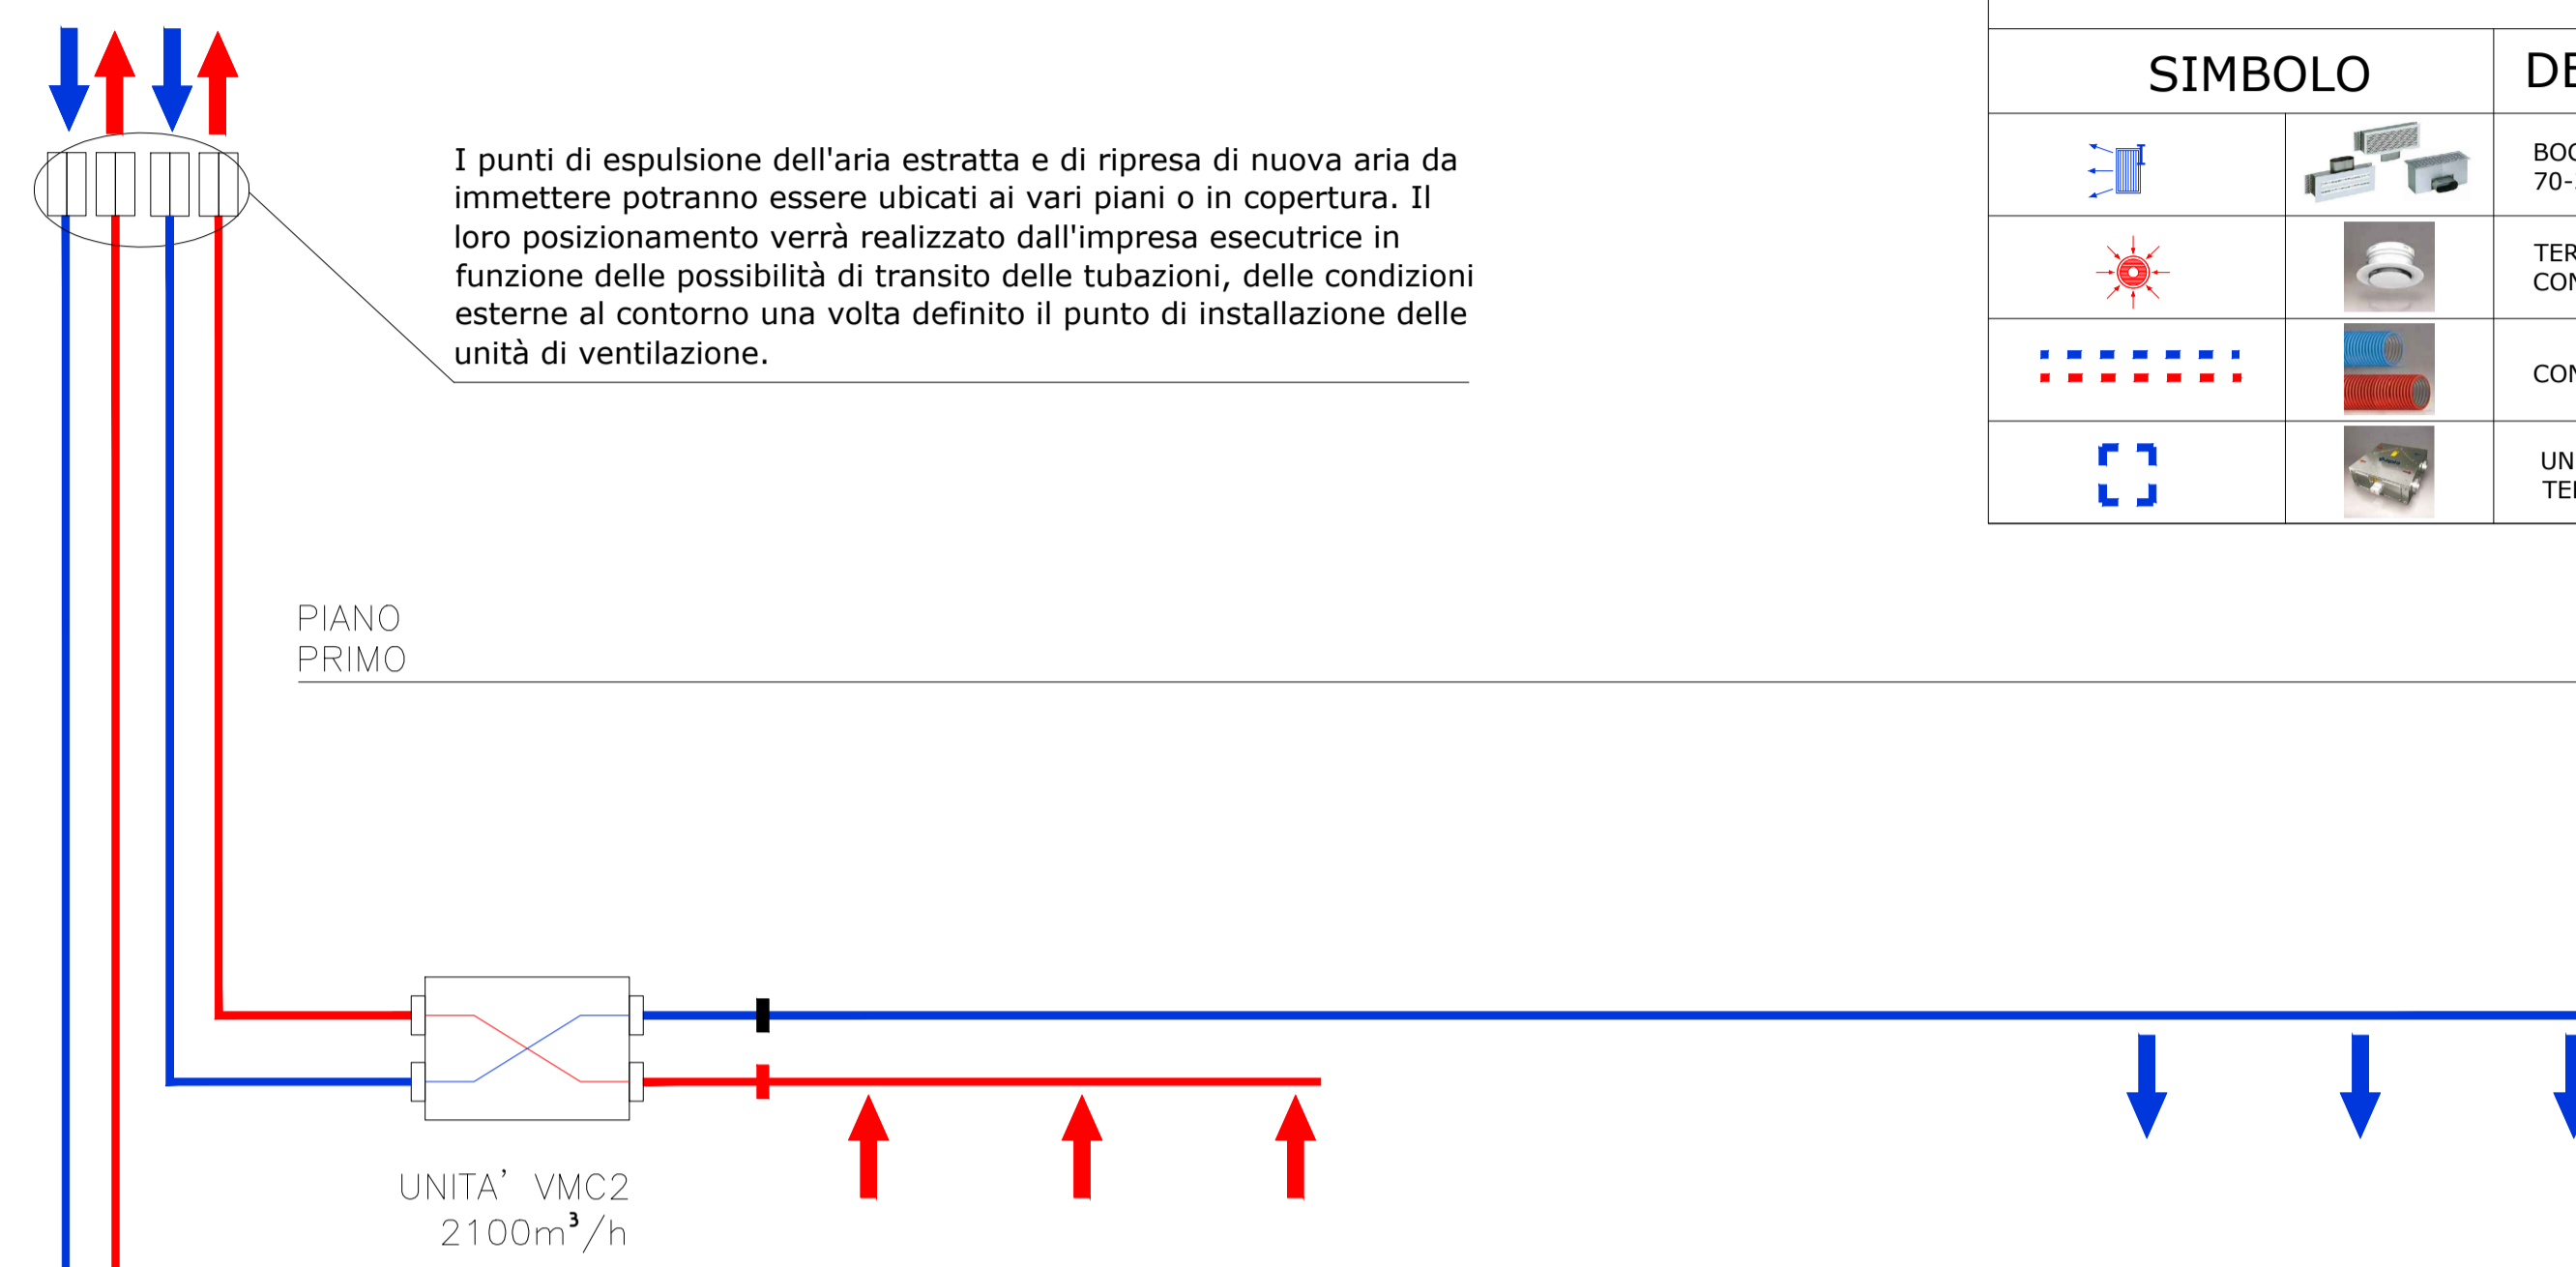 SIMBOLO
I punti di espulsione dell'aria estratta e di ripresa di nuova aria da
immettere potranno essere ubicati ai vari piani o in copertura. Il
loro posizionamento verrà realizzato dall'impresa esecutrice in
funzione delle possibilità di transito delle tubazioni, delle condizioni
esterne al contorno una volta definito il punto di installazione delle
unità di ventilazione.
PIANO
PRIMO
UNITA' VMC2
2100m³/h